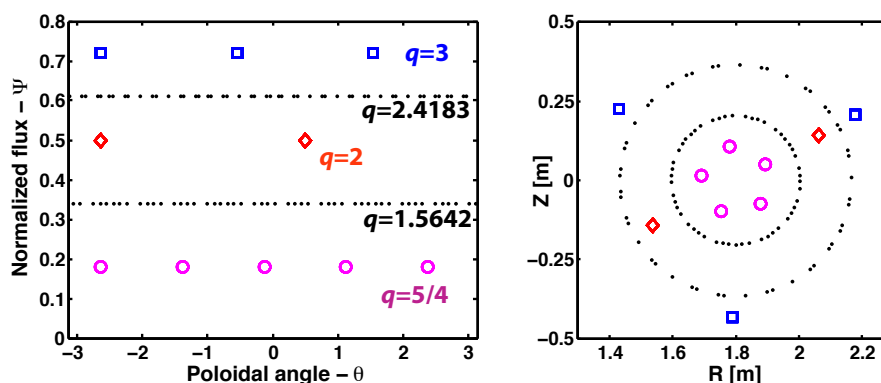 0.8
0.7
0.6
0.5
0.4
0.3
0.2
0.1
0
Normalized flux – Ψ
q=3
q=2.4183
q=2
q=1.5642
q=5/4
−3 −2 −1 0 1 2 3
Poloidal angle – θ
0.5
0.25
0
−0.25
−0.5
Z [m]
1.4 1.6 1.8 2 2.2
R [m]